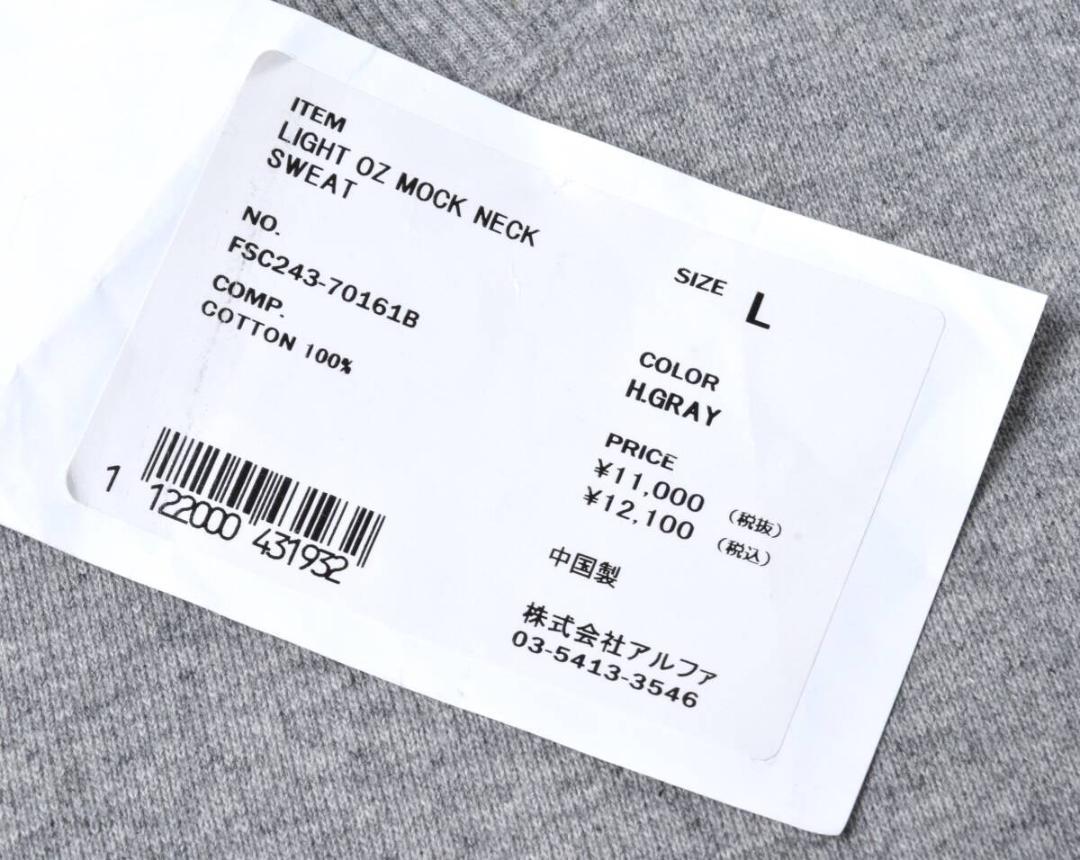 ITEM
LIGHT OZ MOCK NECK
SWEAT
NO.
FSC243-70161B
COMP.
COTTON 100%
1 122000 431932
SIZE L
COLOR
H.GRAY
PRICE
¥11,000 (税抜)
¥12,100 (税込)
中国製
株式会社アルファ
03-5413-3546